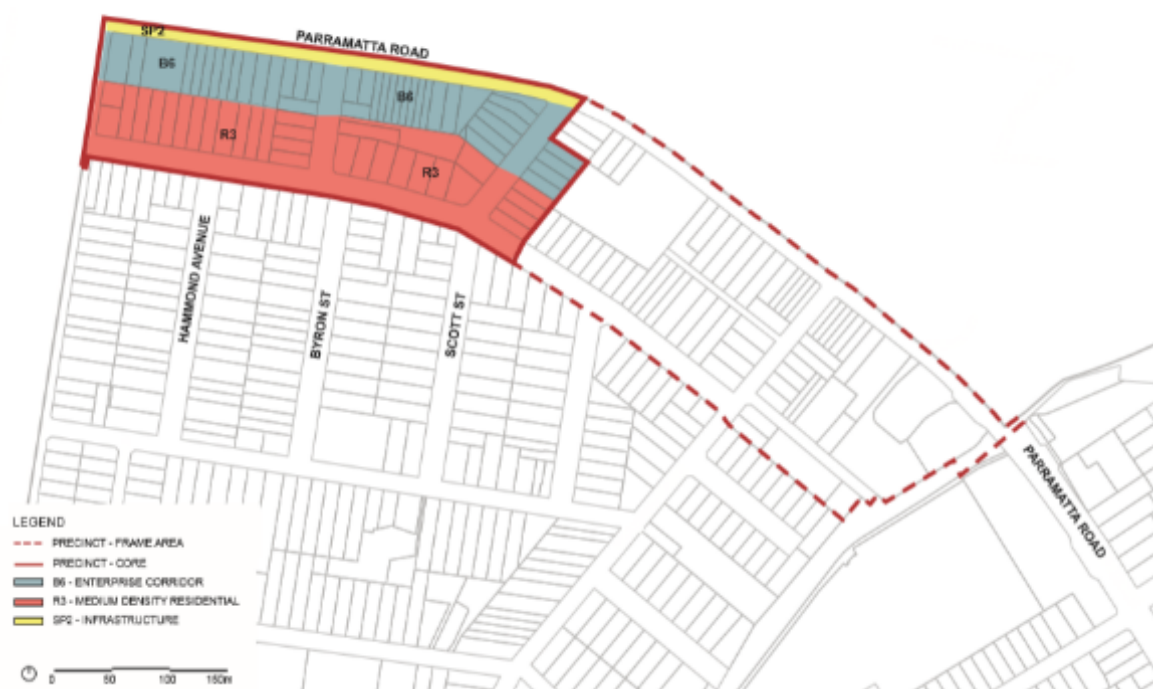 SP2
PARRAMATTA ROAD
B6
B6
R3
R3
HAMMOND AVENUE
BYRON ST
SCOTT ST
PARRAMATTA ROAD
LEGEND
PRECINCT - FRAME AREA
PRECINCT - CORE
B6 - ENTERPRISE CORRIDOR
R3 - MEDIUM DENSITY RESIDENTIAL
SP2 - INFRASTRUCTURE
0 50 100 150m